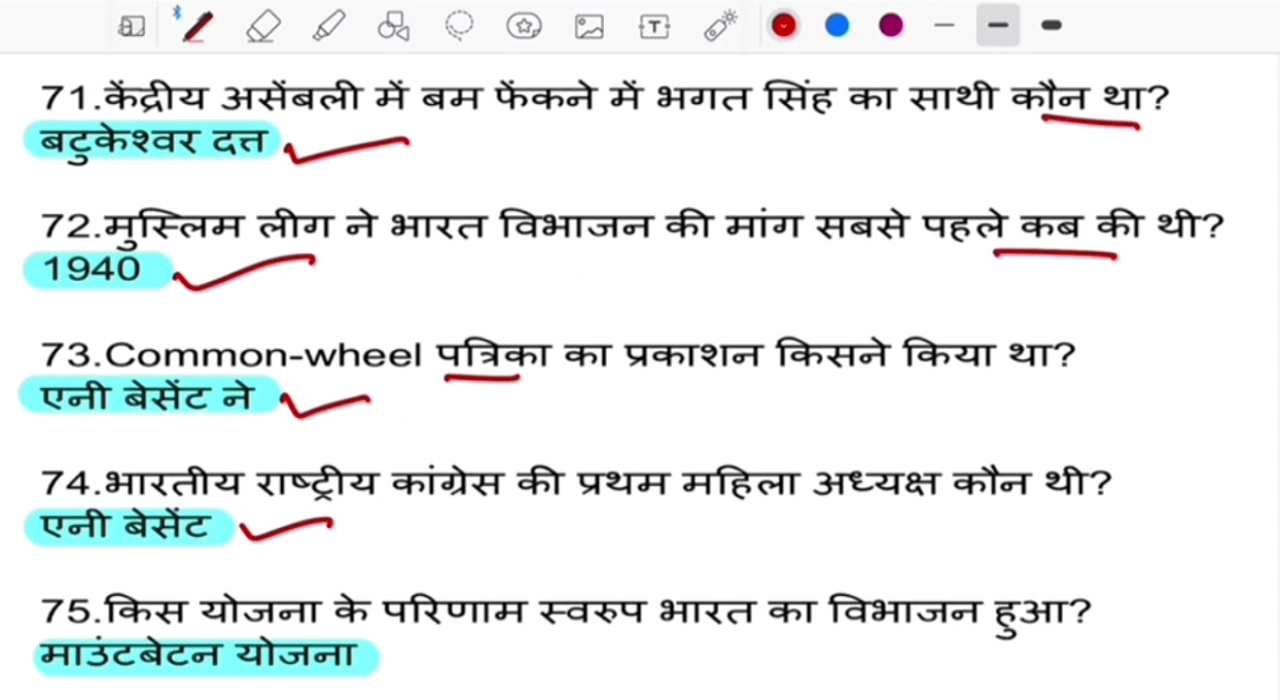 71.केंद्रीय असेंबली में बम फेंकने में भगत सिंह का साथी कौन था?
बटुकेश्वर दत्त
72.मुस्लिम लीग ने भारत विभाजन की मांग सबसे पहले कब की थी?
1940
73.Common-wheel पत्रिका का प्रकाशन किसने किया था?
एनी बेसेंट ने
74.भारतीय राष्ट्रीय कांग्रेस की प्रथम महिला अध्यक्ष कौन थी?
एनी बेसेंट
75.किस योजना के परिणाम स्वरुप भारत का विभाजन हुआ?
माउंटबेटन योजना